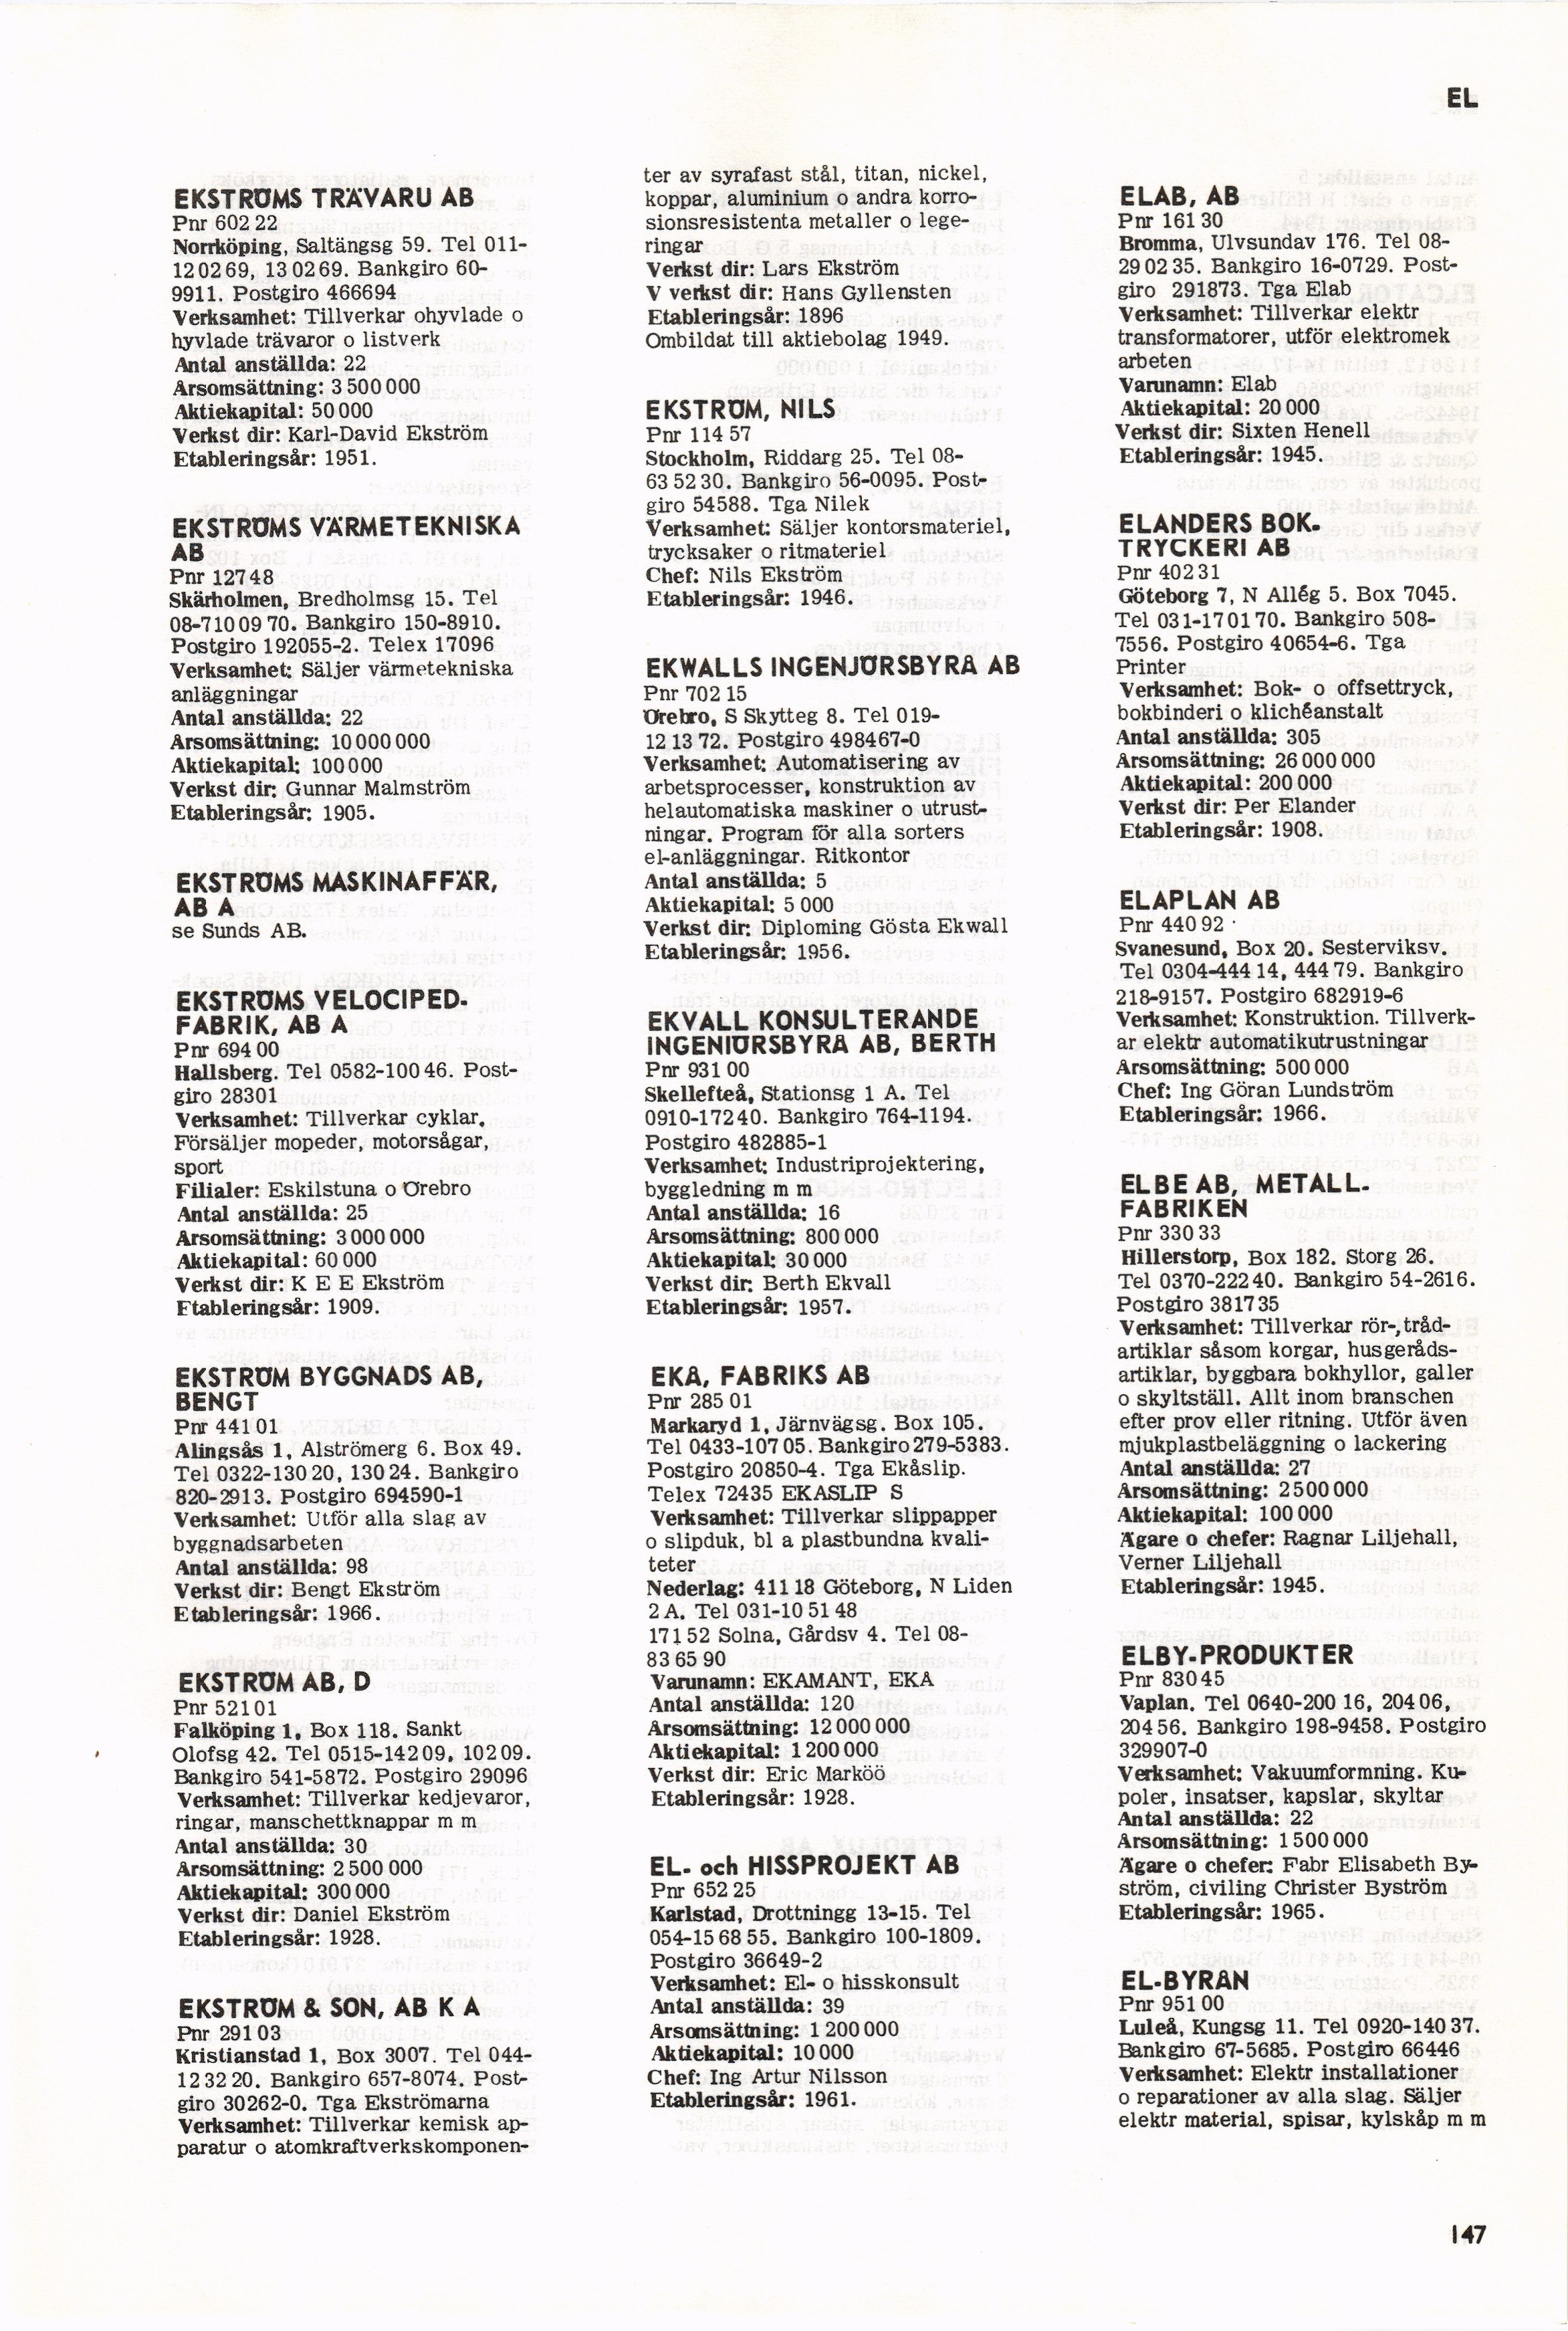 EL
EKSTRÖMS TRÄVARU AB
Pnr 602 22
Norrköping, Saltängsg 59. Tel 011-
12 02 69, 13 02 69. Bankgiro 60-
9911. Postgiro 466694
Verksamhet: Tillverkar ohyvlade o
hyvlade trävaror o listverk
Antal anställda: 22
Årsomsättning: 3 500 000
Aktiekapital: 50 000
Verkst dir: Karl-David Ekström
Etableringsår: 1951.
EKSTRÖMS VÄRMETEKNISKA
AB
Pnr 127 48
Skärholmen, Bredholmsg 15. Tel
08-710 09 70. Bankgiro 150-8910.
Postgiro 192055-2. Telex 17096
Verksamhet: Säljer värmetekniska
anläggningar
Antal anställda: 22
Årsomsättning: 10 000 000
Aktiekapital: 100 000
Verkst dir: Gunnar Malmström
Etableringsår: 1905.
EKSTRÖMS MASKINAFFÄR,
AB A
se Sunds AB.
EKSTRÖMS VELOCIPED-
FABRIK, AB A
Pnr 694 00
Hallsberg. Tel 0582-100 46. Post-
giro 28301
Verksamhet: Tillverkar cyklar.
Försäljer mopeder, motorsågar,
sport
Filialer: Eskilstuna o Örebro
Antal anställda: 25
Årsomsättning: 3 000 000
Aktiekapital: 60 000
Verkst dir: K E E Ekström
Etableringsår: 1909.
EKSTRÖM BYGGNADS AB,
BENGT
Pnr 441 01
Alingsås 1, Alströmerg 6. Box 49.
Tel 0322-130 20, 130 24. Bankgiro
820-2913. Postgiro 694590-1
Verksamhet: Utför alla slag av
byggnadsarbeten
Antal anställda: 98
Verkst dir: Bengt Ekström
Etableringsår: 1966.
EKSTRÖM AB, D
Pnr 521 01
Falköping 1, Box 118. Sankt
Olofsg 42. Tel 0515-142 09, 102 09.
Bankgiro 541-5872. Postgiro 29096
Verksamhet: Tillverkar kedjevaror,
ringar, manschettknappar m m
Antal anställda: 30
Årsomsättning: 2 500 000
Aktiekapital: 300 000
Verkst dir: Daniel Ekström
Etableringsår: 1928.
EKSTRÖM & SON, AB K A
Pnr 291 03
Kristianstad 1, Box 3007. Tel 044-
12 32 20. Bankgiro 657-8074. Post-
giro 30262-0. Tga Ekströmarna
Verksamhet: Tillverkar kemisk ap-
paratur o atomkraftverkskomponen-
ter av syrafast stål, titan, nickel,
koppar, aluminium o andra korro-
sionsresistenta metaller o lege-
ringar
Verkst dir: Lars Ekström
V verkst dir: Hans Gyllensten
Etableringsår: 1896
Ombildat till aktiebolag 1949.
EKSTRÖM, NILS
Pnr 114 57
Stockholm, Riddarg 25. Tel 08-
63 52 30. Bankgiro 56-0095. Post-
giro 54588. Tga Nilek
Verksamhet: Säljer kontorsmateriel,
trycksaker o ritmateriel
Chef: Nils Ekström
Etableringsår: 1946.
EKWALLS INGENJÖRSBYRÅ AB
Pnr 702 15
Örebro, S Skytteg 8. Tel 019-
12 13 72. Postgiro 498467-0
Verksamhet: Automatisering av
arbetsprocesser, konstruktion av
helautomatiska maskiner o utrust-
ningar. Program för alla sorters
el-anläggningar. Ritkontor
Antal anställda: 5
Aktiekapital: 5 000
Verkst dir: Diploming Gösta Ekwall
Etableringsår: 1956.
EKVALL KONSULTERANDE
INGENIÖRSBYRÅ AB, BERTH
Pnr 931 00
Skellefteå, Stationsg 1 A. Tel
0910-172 40. Bankgiro 764-1194.
Postgiro 482885-1
Verksamhet: Industriprojektering,
byggledning m m
Antal anställda: 16
Årsomsättning: 800 000
Aktiekapital: 30 000
Verkst dir: Berth Ekvall
Etableringsår: 1957.
EKÅ, FABRIKS AB
Pnr 285 01
Markaryd 1, Järnvägsg. Box 105.
Tel 0433-107 05. Bankgiro 279-5383.
Postgiro 20850-4. Tga Ekåslip.
Telex 72435 EKASLIP S
Verksamhet: Tillverkar slippapper
o slipduk, bl a plastbundna kvali-
teter
Nederlag: 411 18 Göteborg, N Liden
2 A. Tel 031-10 51 48
171 52 Solna, Gårdsv 4. Tel 08-
83 65 90
Varunamn: EKAMANT, EKA
Antal anställda: 120
Årsomsättning: 12 000 000
Aktiekapital: 1 200 000
Verkst dir: Eric Marköö
Etableringsår: 1928.
EL- och HISSPROJEKT AB
Pnr 652 25
Karlstad, Drottningg 13-15. Tel
054-15 68 55. Bankgiro 100-1809.
Postgiro 36649-2
Verksamhet: El- o hisskonsult
Antal anställda: 39
Årsomsättning: 1 200 000
Aktiekapital: 10 000
Chef: Ing Artur Nilsson
Etableringsår: 1961.
ELAB, AB
Pnr 161 30
Bromma, Ulvsundav 176. Tel 08-
29 02 35. Bankgiro 16-0729. Post-
giro 291873. Tga Elab
Verksamhet: Tillverkar elektr
transformatorer, utför elektromek
arbeten
Varunamn: Elab
Aktiekapital: 20 000
Verkst dir: Sixten Henell
Etableringsår: 1945.
ELANDERS BOK-
TRYCKERI AB
Pnr 402 31
Göteborg 7, N Allég 5. Box 7045.
Tel 031-17 01 70. Bankgiro 508-
7556. Postgiro 40654-6. Tga
Printer
Verksamhet: Bok- o offsettryck,
bokbinderi o klichéanstalt
Antal anställda: 305
Årsomsättning: 26 000 000
Aktiekapital: 200 000
Verkst dir: Per Elander
Etableringsår: 1908.
ELAPLAN AB
Pnr 440 92
Svanesund, Box 20. Sesterviksv.
Tel 0304-444 14, 444 79. Bankgiro
218-9157. Postgiro 682919-6
Verksamhet: Konstruktion. Tillverk-
ar elektr automatikutrustningar
Årsomsättning: 500 000
Chef: Ing Göran Lundström
Etableringsår: 1966.
ELBE AB, METALL-
FABRIKEN
Pnr 330 33
Hillerstorp, Box 182. Storg 26.
Tel 0370-222 40. Bankgiro 54-2616.
Postgiro 381735
Verksamhet: Tillverkar rör-,tråd-
artiklar såsom korgar, husgeråds-
artiklar, byggbara bokhyllor, galler
o skyltställ. Allt inom branschen
efter prov eller ritning. Utför även
mjukplastbeläggning o lackering
Antal anställda: 27
Årsomsättning: 2 500 000
Aktiekapital: 100 000
Ägare o chefer: Ragnar Liljehall,
Verner Liljehall
Etableringsår: 1945.
ELBY-PRODUKTER
Pnr 830 45
Vaplan. Tel 0640-200 16, 204 06,
204 56. Bankgiro 198-9458. Postgiro
329907-0
Verksamhet: Vakuumformning. Ku-
poler, insatser, kapslar, skyltar
Antal anställda: 22
Årsomsättning: 1 500 000
Ägare o chefer: Fabr Elisabeth By-
ström, civiling Christer Byström
Etableringsår: 1965.
EL-BYRÅN
Pnr 951 00
Luleå, Kungsg 11. Tel 0920-140 37.
Bankgiro 67-5685. Postgiro 66446
Verksamhet: Elektr installationer
o reparationer av alla slag. Säljer
elektr material, spisar, kylskåp m m
147